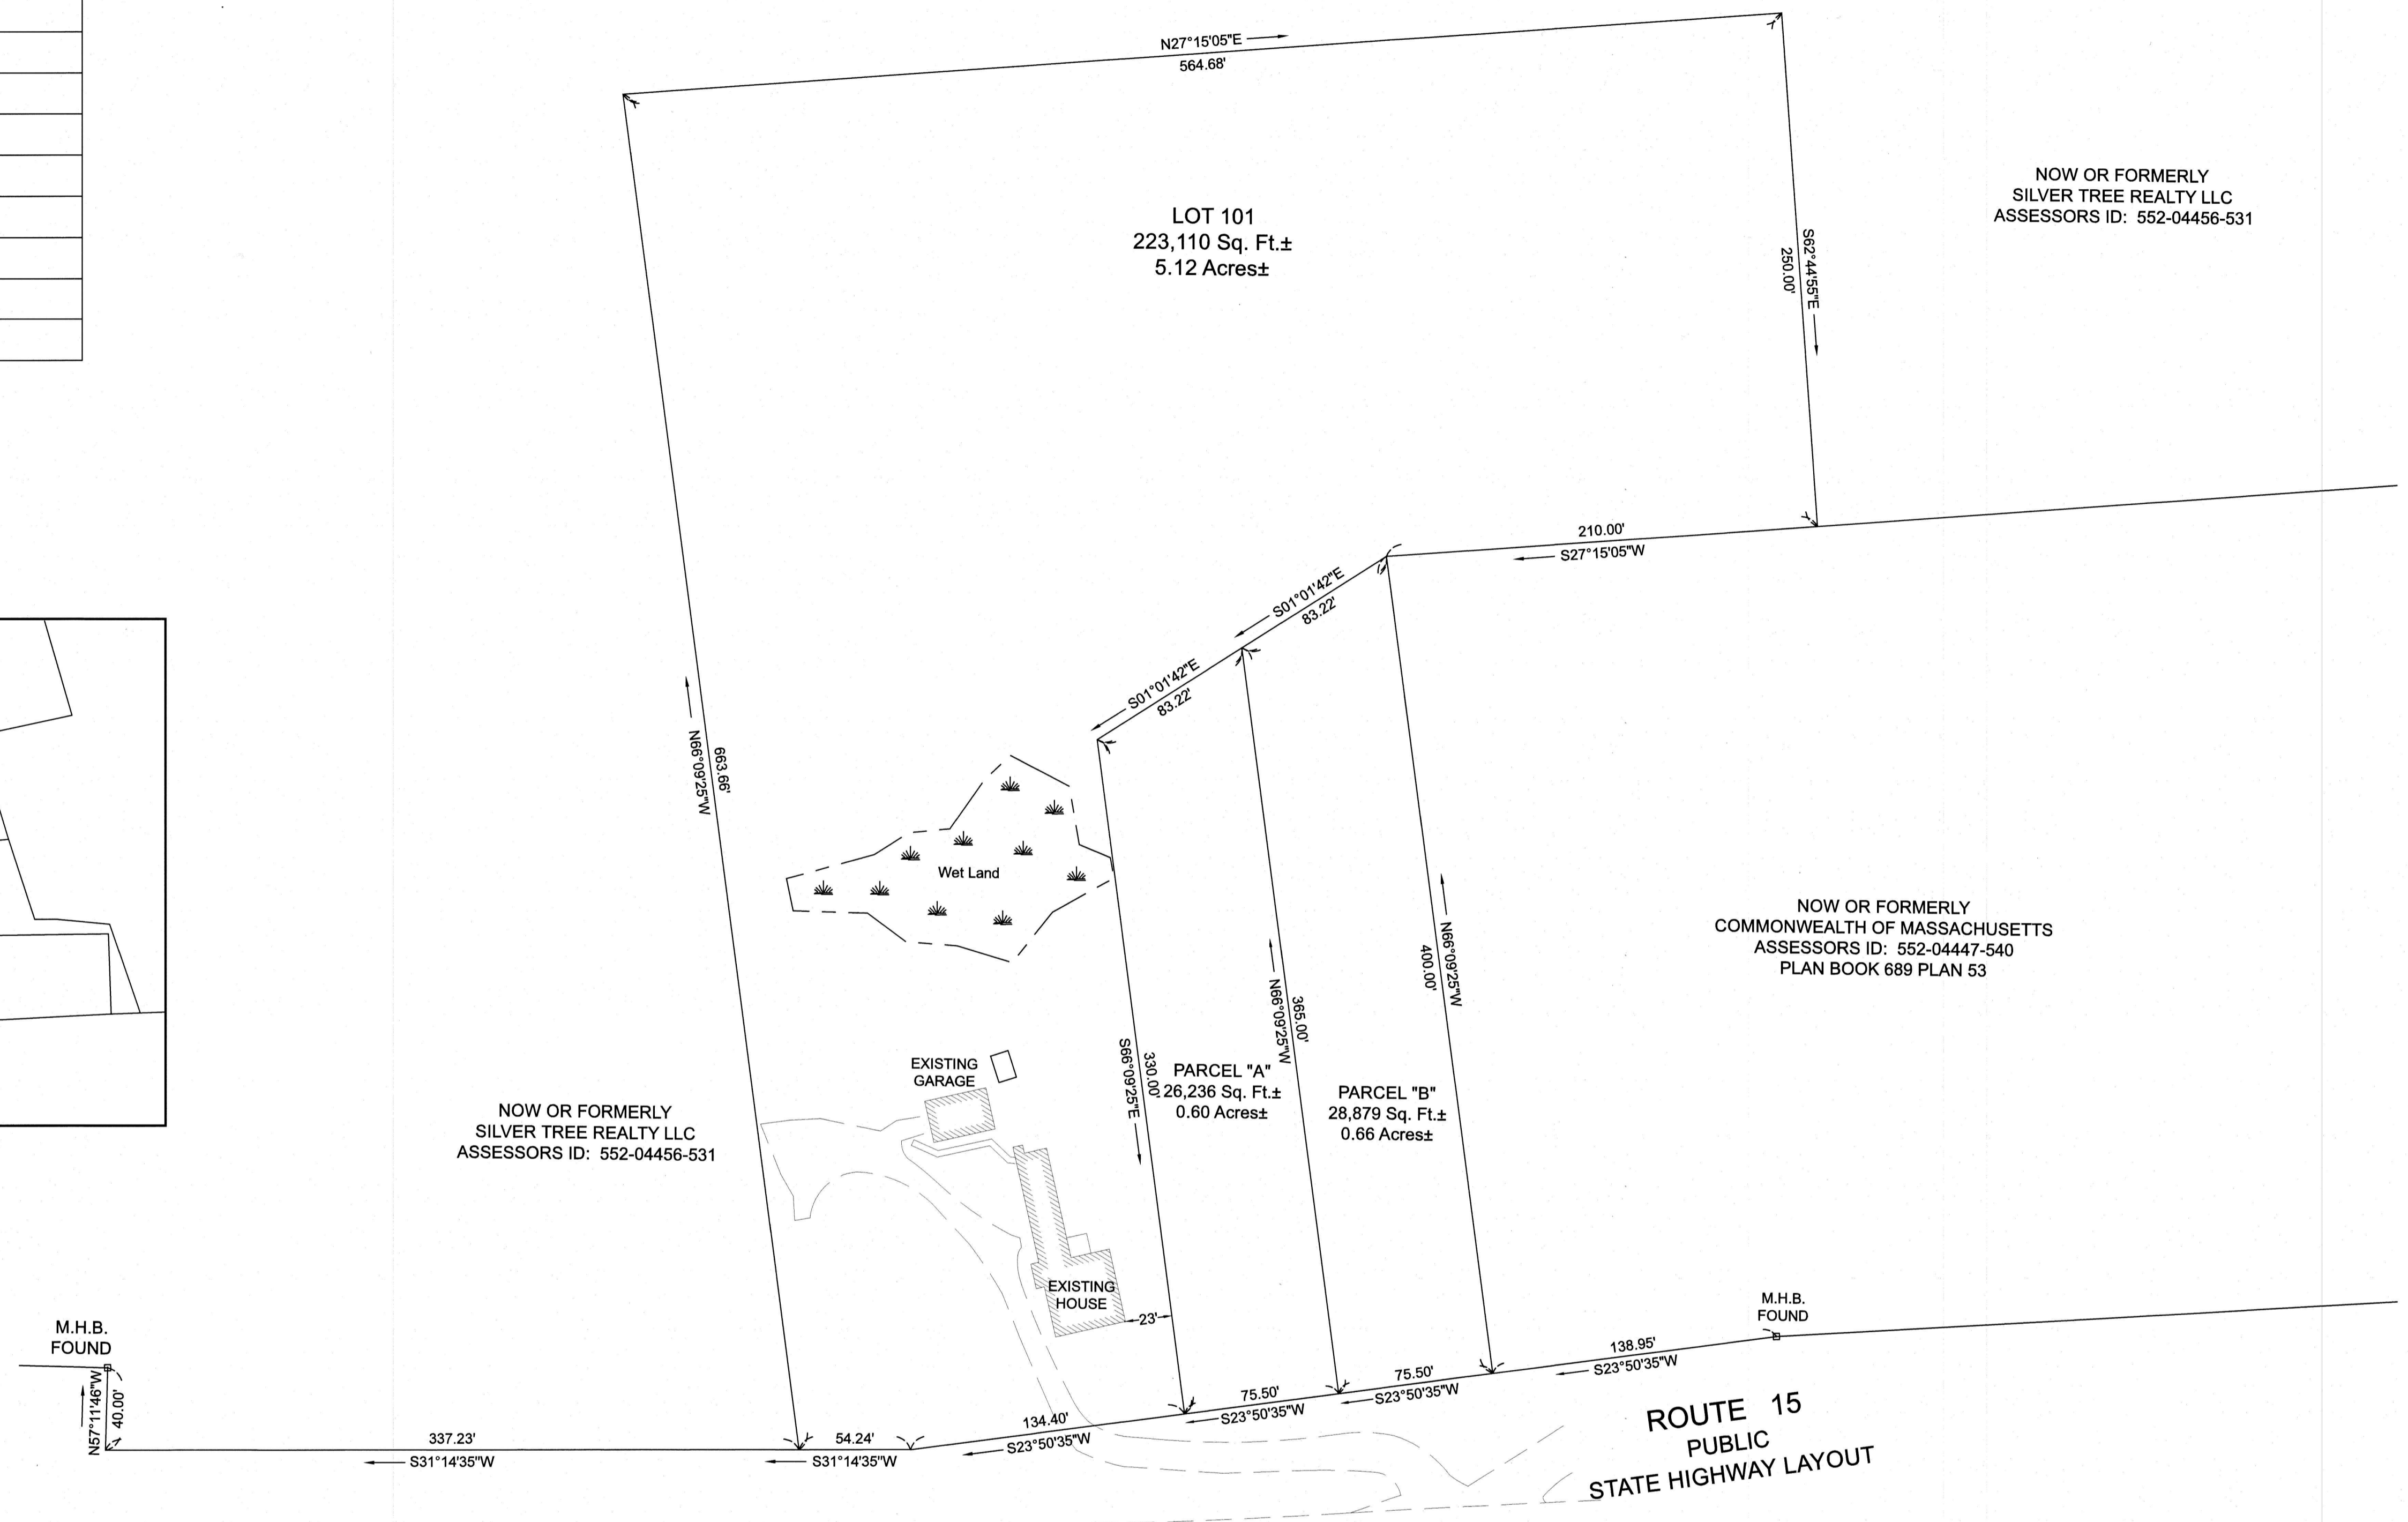 N27°15'05"E
564.68'
LOT 101
223,110 Sq. Ft.±
5.12 Acres±
NOW OR FORMERLY
SILVER TREE REALTY LLC
ASSESSORS ID: 552-04456-531
S62°44'55"E
250.00'
210.00'
S27°15'05"W
S01°01'42"E
83.22'
S01°01'42"E
83.22'
N66°09'25"W
663.66'
Wet Land
NOW OR FORMERLY
COMMONWEALTH OF MASSACHUSETTS
ASSESSORS ID: 552-04447-540
PLAN BOOK 689 PLAN 53
N66°09'25"W
400.00'
N66°09'25"W
365.00'
S66°09'25"E
330.00'
EXISTING
GARAGE
PARCEL "A"
26,236 Sq. Ft.±
0.60 Acres±
PARCEL "B"
28,879 Sq. Ft.±
0.66 Acres±
NOW OR FORMERLY
SILVER TREE REALTY LLC
ASSESSORS ID: 552-04456-531
EXISTING
HOUSE
23'
M.H.B.
FOUND
M.H.B.
FOUND
N57°11'46"W
40.00'
337.23'
S31°14'35"W
54.24'
S31°14'35"W
134.40'
S23°50'35"W
75.50'
S23°50'35"W
75.50'
S23°50'35"W
138.95'
S23°50'35"W
ROUTE 15
PUBLIC
STATE HIGHWAY LAYOUT